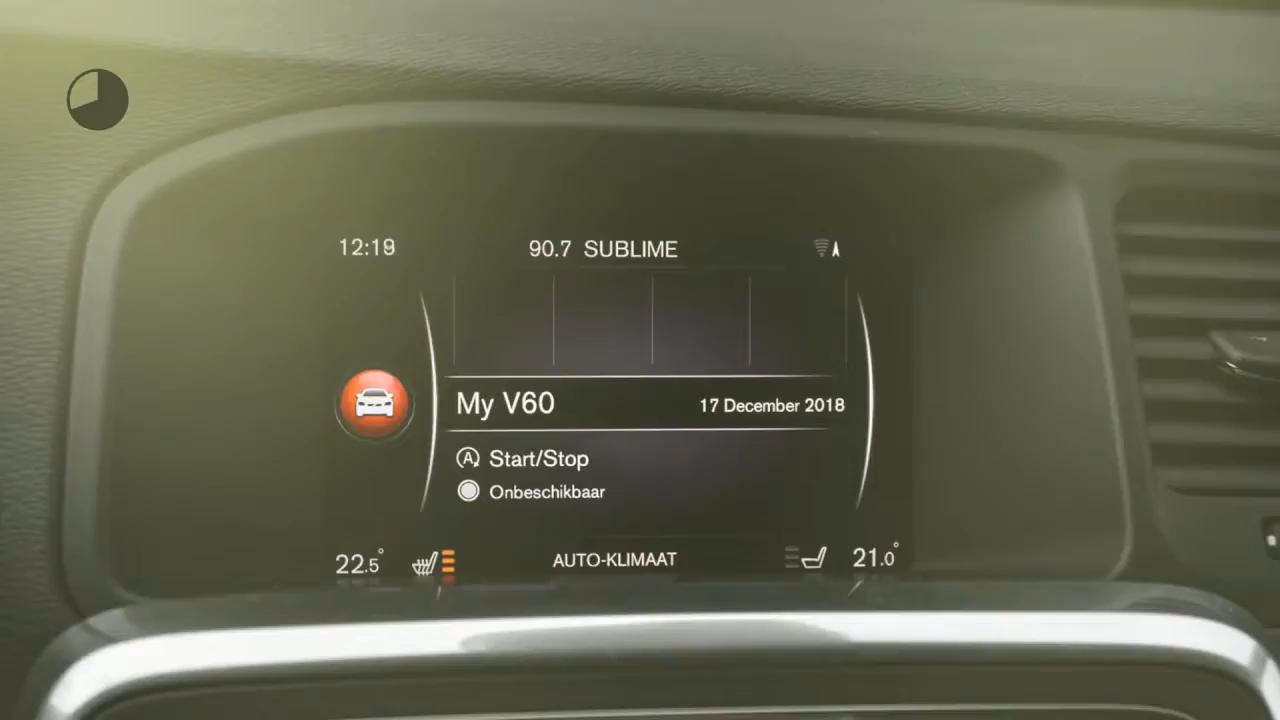 12:19 90.7 SUBLIME
My V60 17 December 2018
A Start/Stop
Onbeschikbaar
22.5° AUTO-KLIMAAT 21.0°